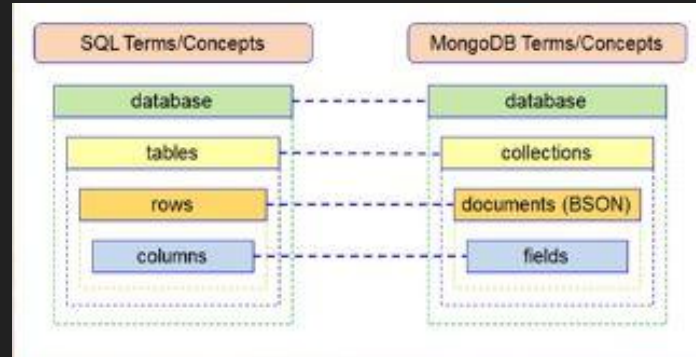 SQL Terms/Concepts MongoDB Terms/Concepts
database database
tables collections
rows documents (BSON)
columns fields